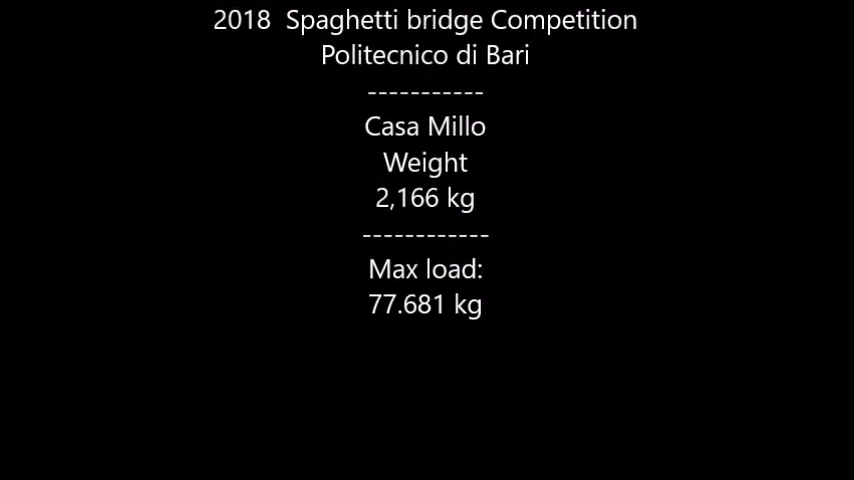 2018  Spaghetti bridge Competition
Politecnico di Bari
-----------
Casa Millo
Weight
2,166 kg
------------
Max load:
77.681 kg